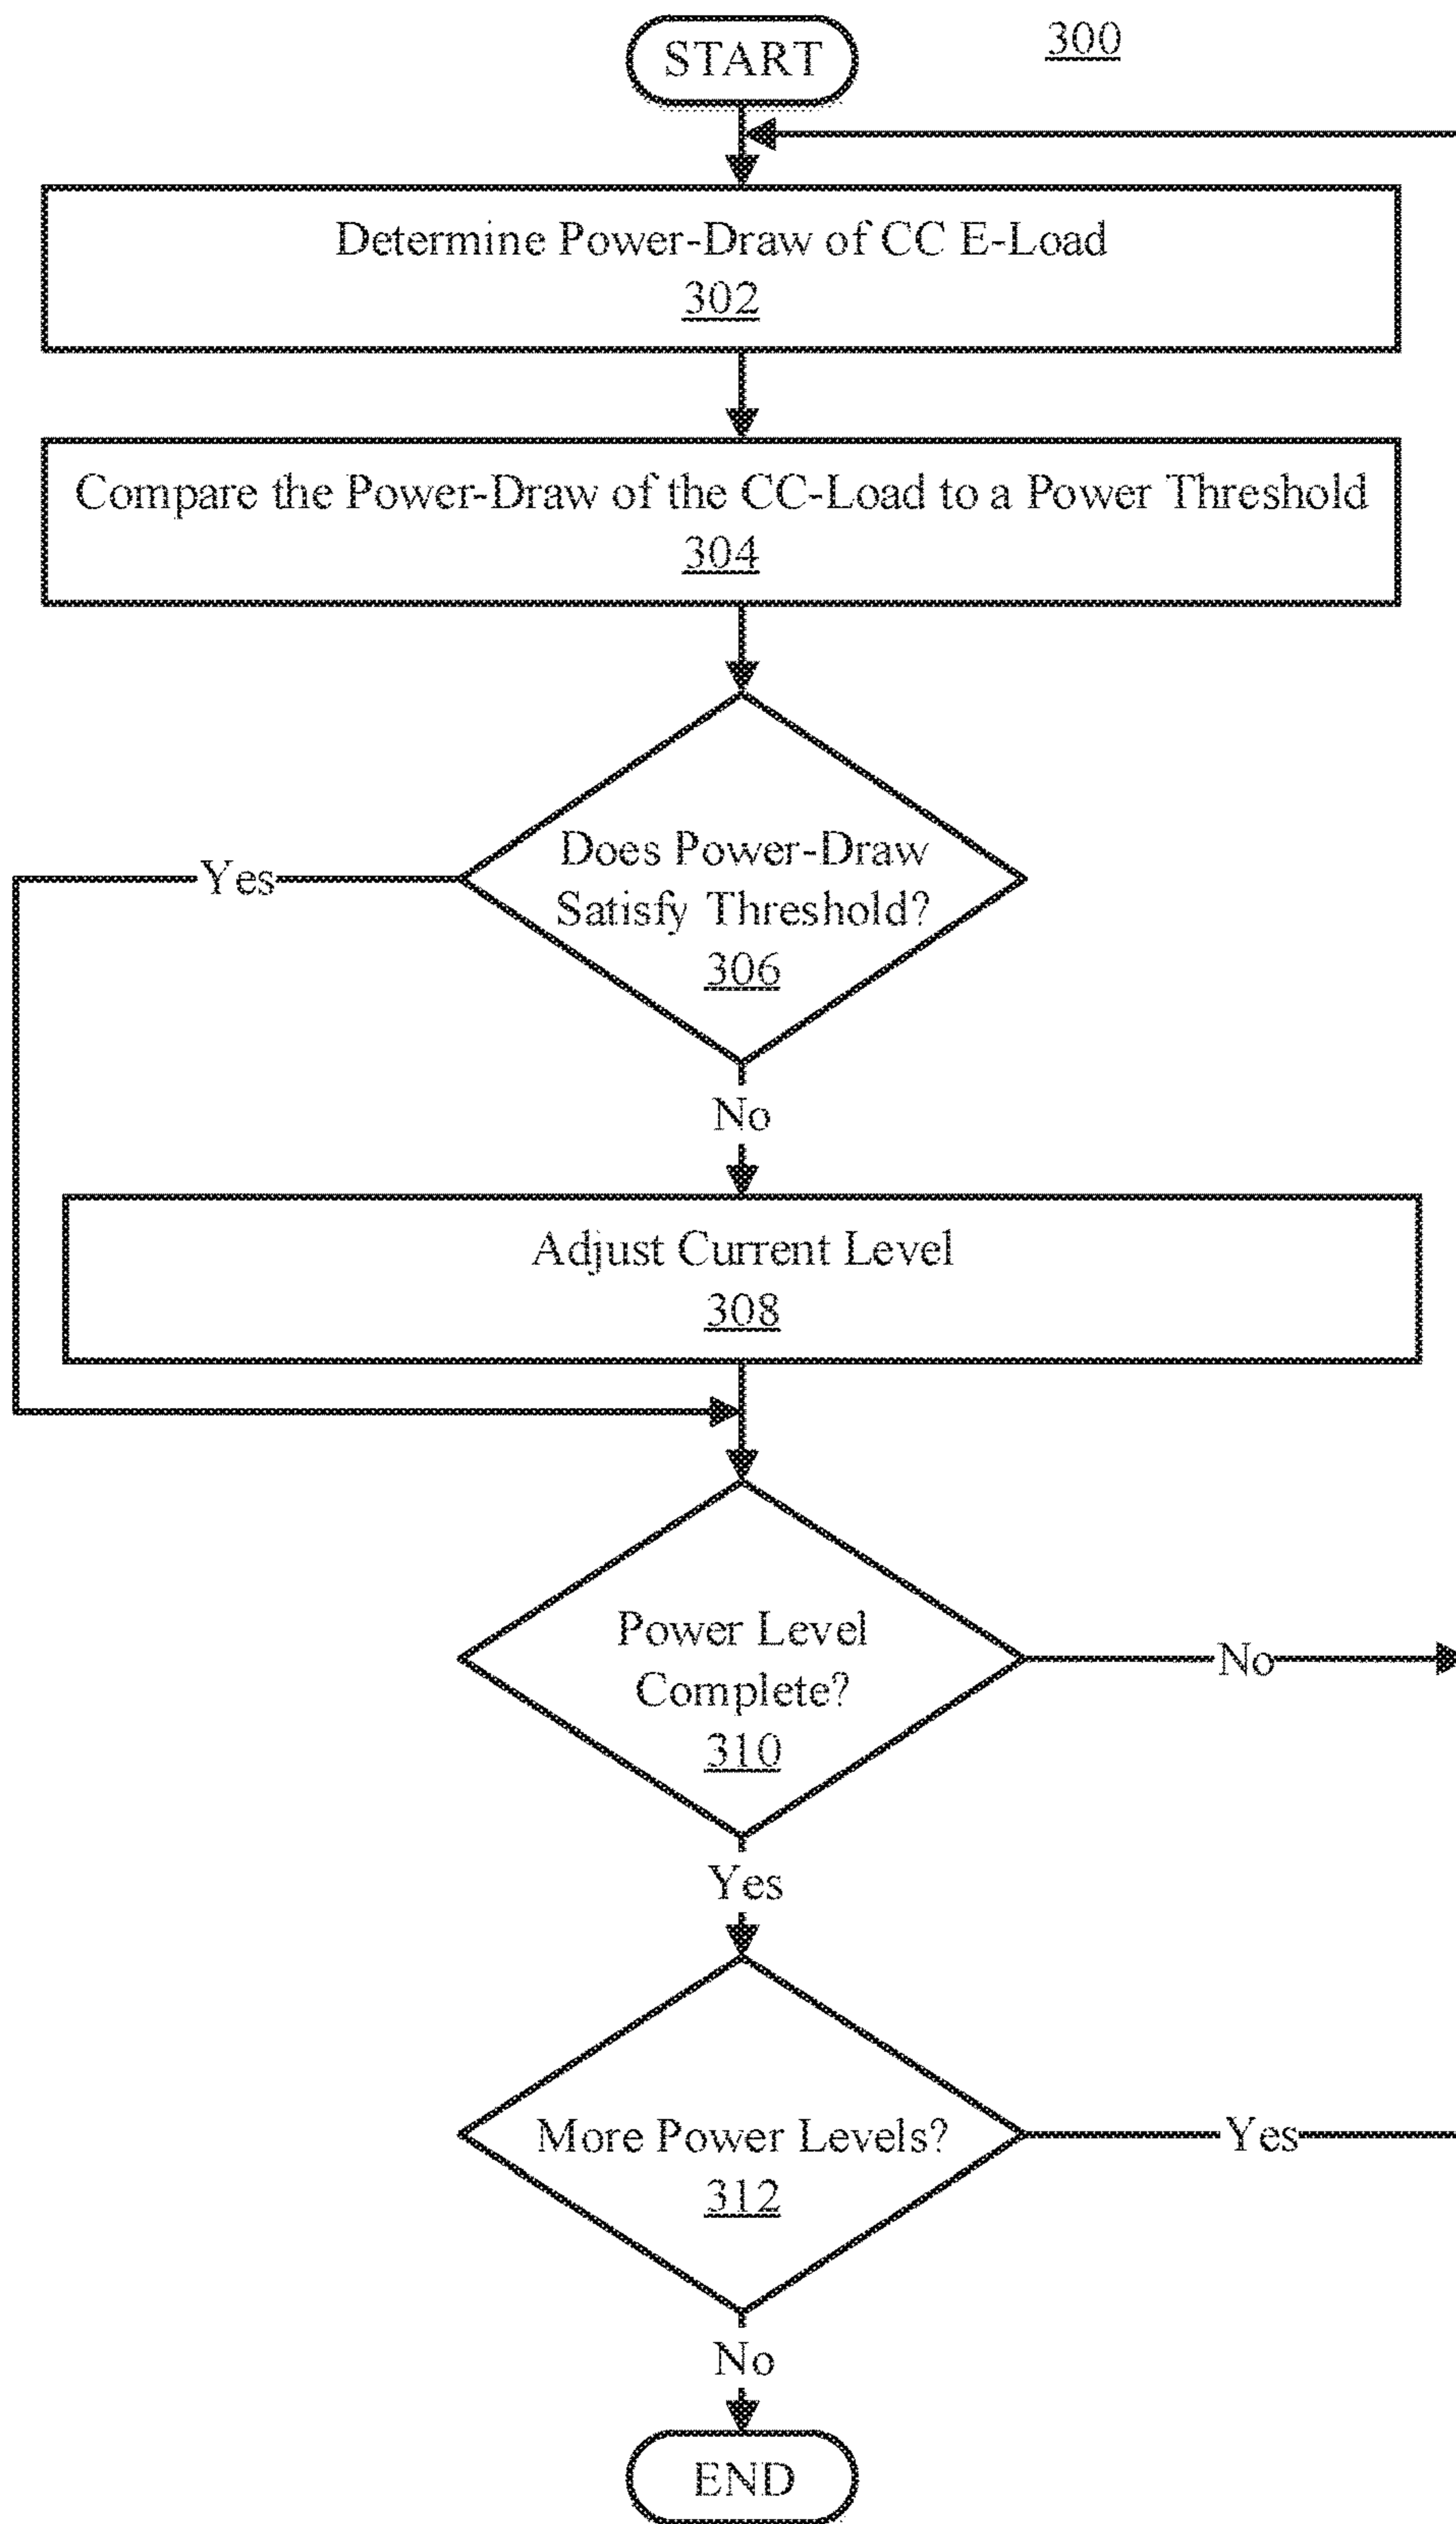 START
300
Determine Power-Draw of CC E-Load
302
Compare the Power-Draw of the CC-Load to a Power Threshold
304
Does Power-Draw
Satisfy Threshold?
306
Yes
No
Adjust Current Level
308
Power Level
Complete?
310
No
Yes
More Power Levels?
312
Yes
No
END